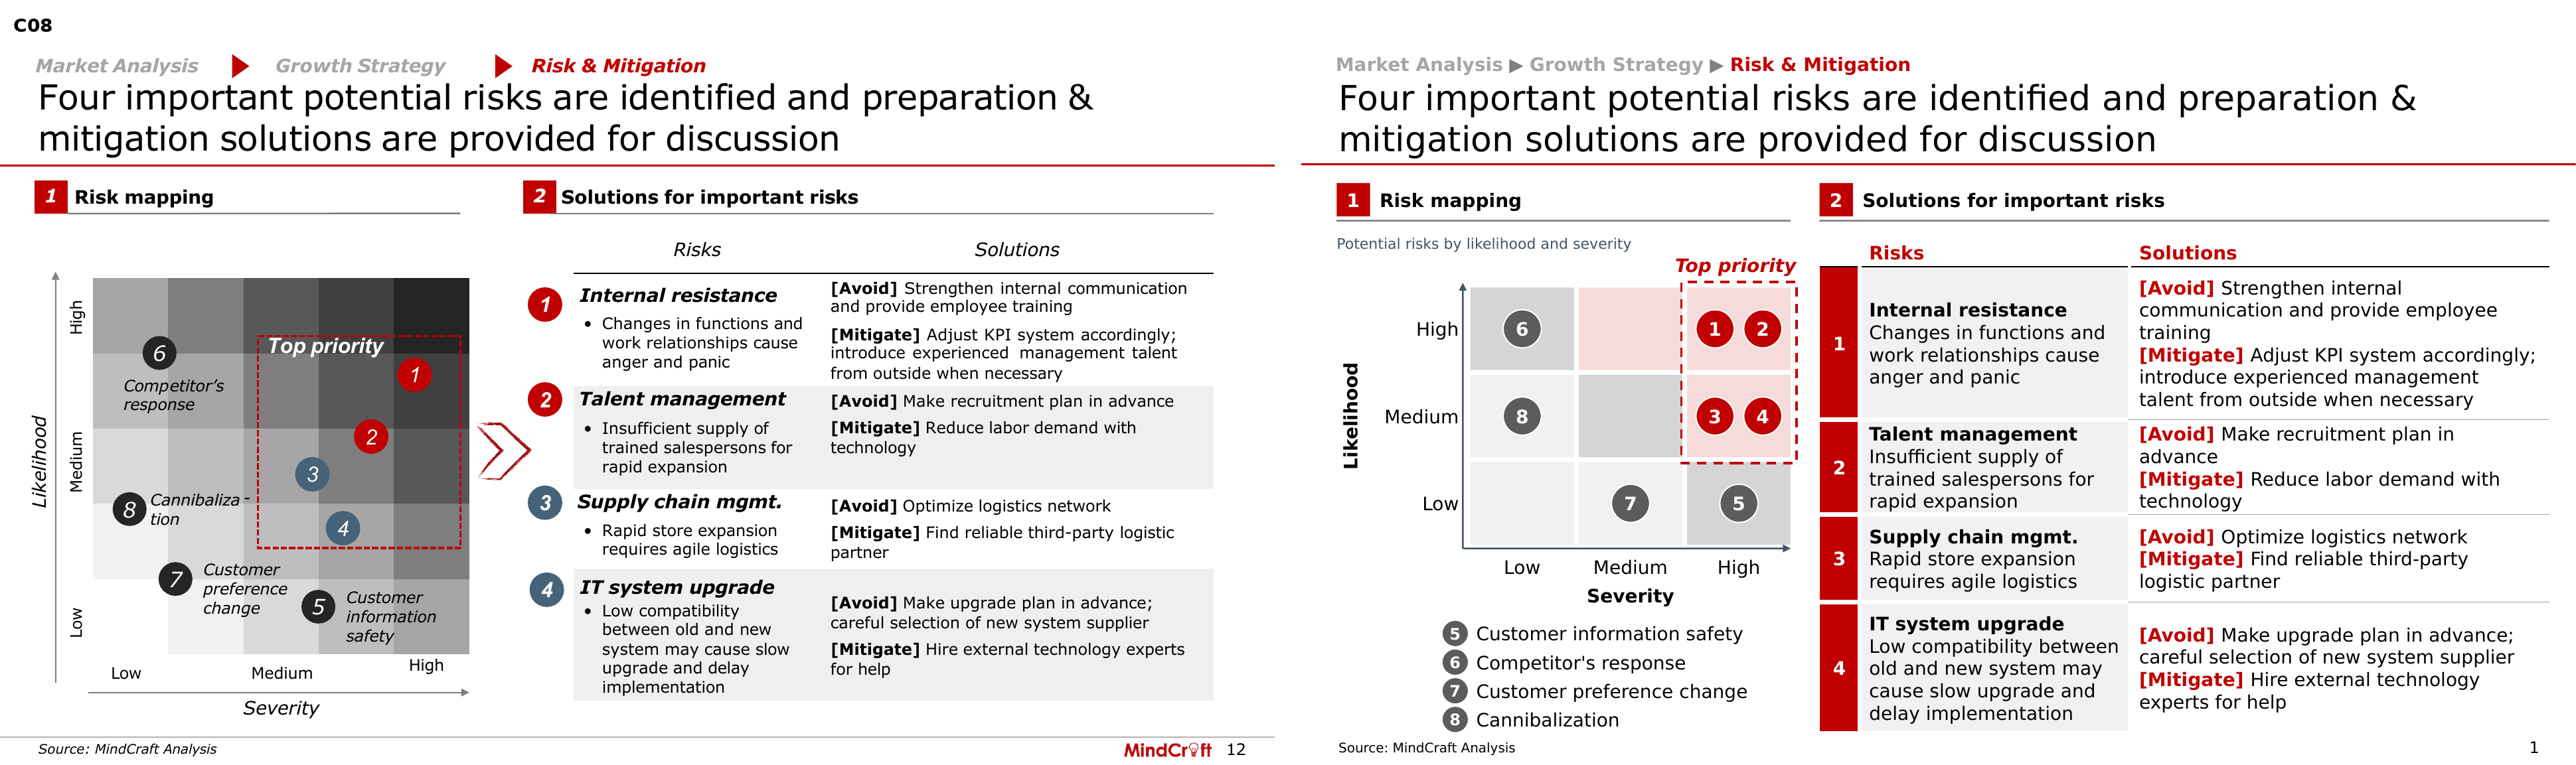 C08
Market Analysis
Growth Strategy
Risk & Mitigation
Four important potential risks are identified and preparation &
mitigation solutions are provided for discussion
1 Risk mapping
Likelihood
High
Medium
Low
Top priority
6
Competitor's
response
1
2
3
8
Cannibaliza-
tion
4
7
Customer
preference
change
5
Customer
information
safety
Low
Medium
High
Severity
2 Solutions for important risks
Risks
Solutions
1
Internal resistance
• Changes in functions and
work relationships cause
anger and panic
[Avoid] Strengthen internal communication
and provide employee training
[Mitigate] Adjust KPI system accordingly;
introduce experienced management talent
from outside when necessary
2
Talent management
• Insufficient supply of
trained salespersons for
rapid expansion
[Avoid] Make recruitment plan in advance
[Mitigate] Reduce labor demand with
technology
3
Supply chain mgmt.
• Rapid store expansion
requires agile logistics
[Avoid] Optimize logistics network
[Mitigate] Find reliable third-party logistic
partner
4
IT system upgrade
• Low compatibility
between old and new
system may cause slow
upgrade and delay
implementation
[Avoid] Make upgrade plan in advance;
careful selection of new system supplier
[Mitigate] Hire external technology experts
for help
Source: MindCraft Analysis
MindCraft 12
Market Analysis ▶ Growth Strategy ▶ Risk & Mitigation
Four important potential risks are identified and preparation &
mitigation solutions are provided for discussion
1 Risk mapping
Potential risks by likelihood and severity
Top priority
Likelihood
High
6
1
2
Medium
8
3
4
Low
7
5
Low
Medium
High
Severity
5 Customer information safety
6 Competitor's response
7 Customer preference change
8 Cannibalization
2 Solutions for important risks
Risks
Solutions
1
Internal resistance
Changes in functions and
work relationships cause
anger and panic
[Avoid] Strengthen internal
communication and provide employee
training
[Mitigate] Adjust KPI system accordingly;
introduce experienced management
talent from outside when necessary
2
Talent management
Insufficient supply of
trained salespersons for
rapid expansion
[Avoid] Make recruitment plan in
advance
[Mitigate] Reduce labor demand with
technology
3
Supply chain mgmt.
Rapid store expansion
requires agile logistics
[Avoid] Optimize logistics network
[Mitigate] Find reliable third-party
logistic partner
4
IT system upgrade
Low compatibility between
old and new system may
cause slow upgrade and
delay implementation
[Avoid] Make upgrade plan in advance;
careful selection of new system supplier
[Mitigate] Hire external technology
experts for help
Source: MindCraft Analysis
1